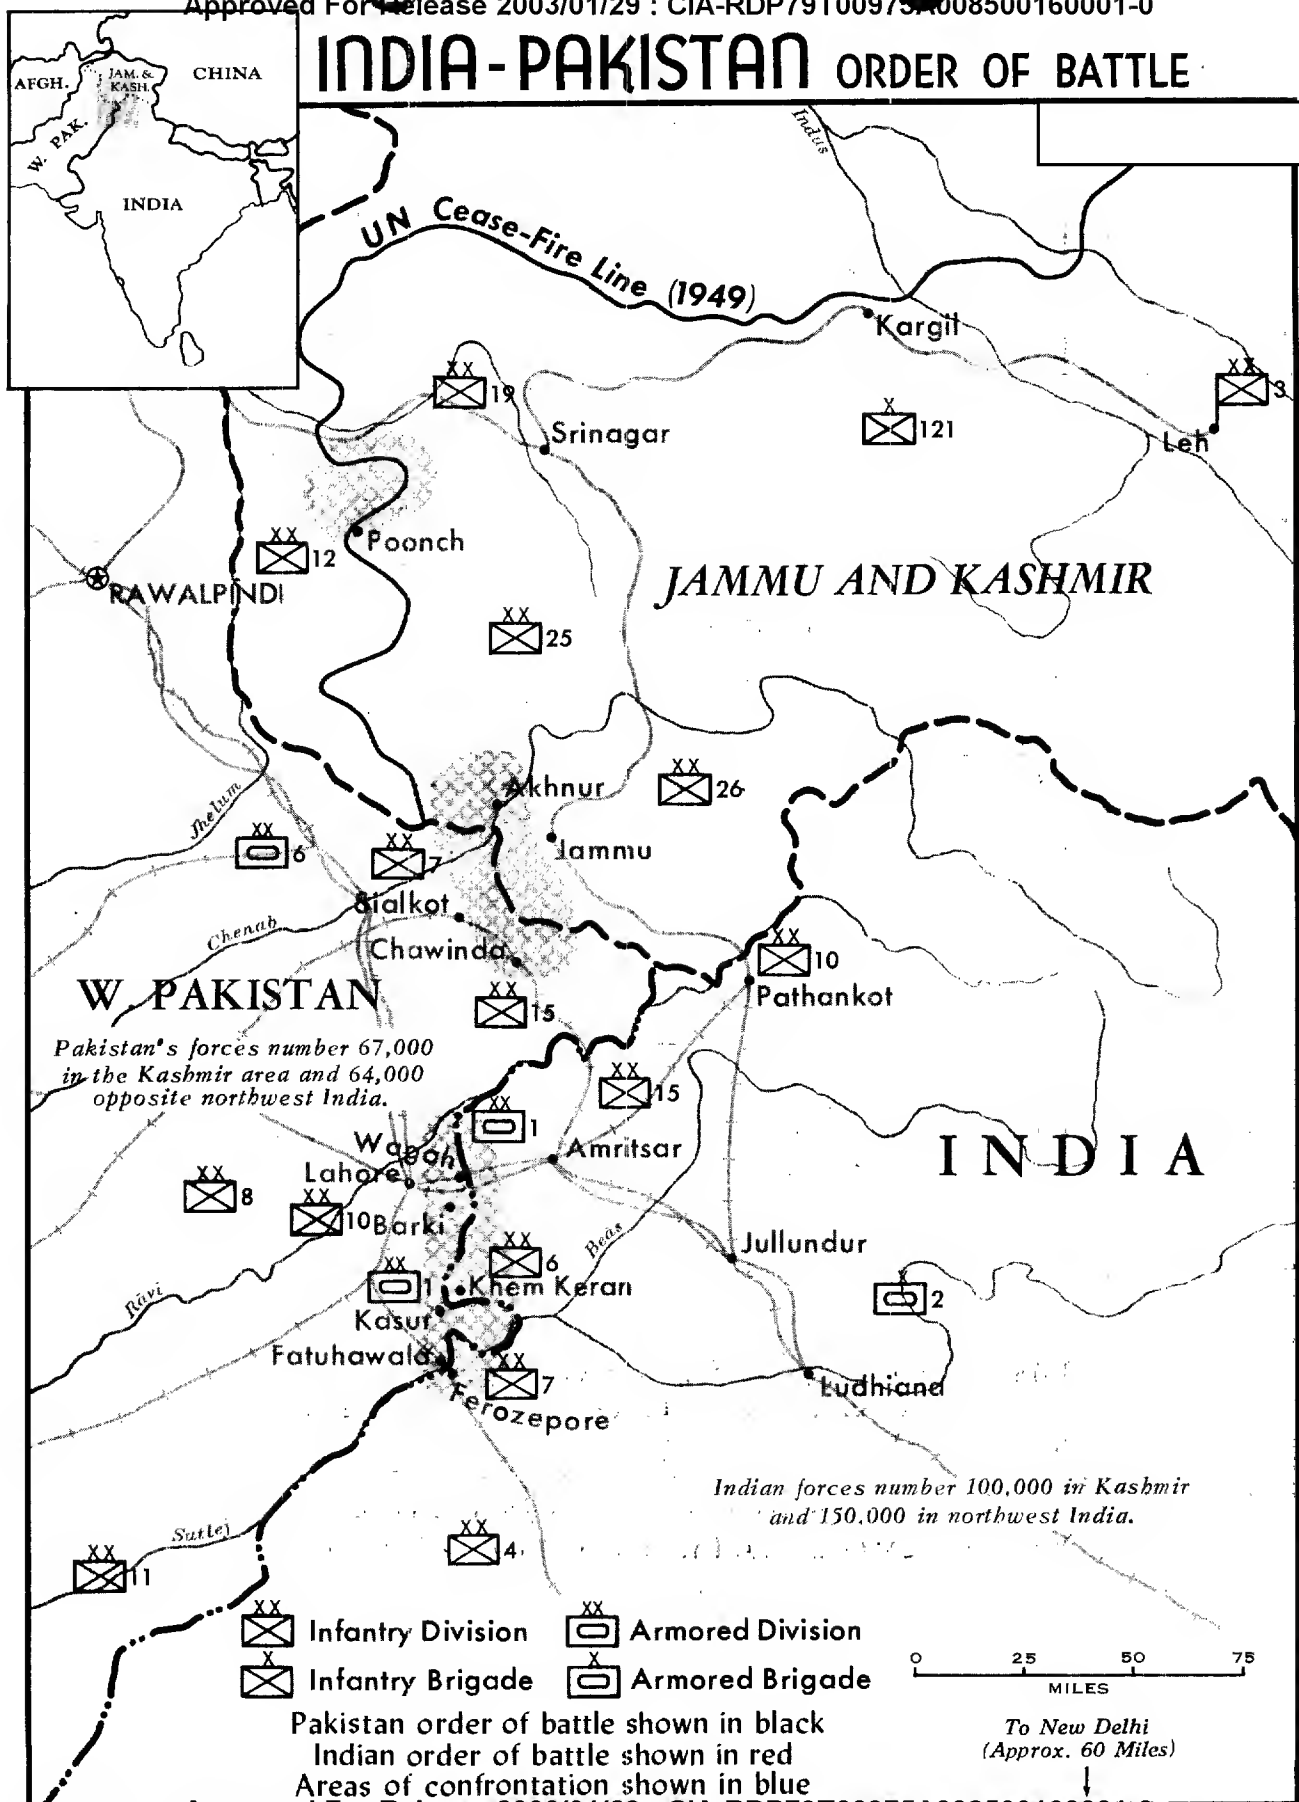 Approved For Release 2003/01/29 : CIA-RDP79T00975A008500160001-0
INDIA-PAKISTAN ORDER OF BATTLE
AFGH.
JAM. &
KASH.
CHINA
W. PAK.
INDIA
Indus
UN Cease-Fire Line (1949)
Kargil
19
3
121
Srinagar
Leh
Poonch
12
RAWALPINDI
JAMMU AND KASHMIR
25
Akhnur
26
Jhelum
6
7
Jammu
Sialkot
Chenab
Chawinda
10
Pathankot
W. PAKISTAN
15
Pakistan's forces number 67,000
in the Kashmir area and 64,000
opposite northwest India.
15
1
Wagah
Amritsar
INDIA
Lahore
8
10
Barki
Beas
Jullundur
6
1
Khem Keran
2
Ravi
Kasur
Fatuhawala
7
Ludhiana
Ferozepore
Indian forces number 100,000 in Kashmir
and 150,000 in northwest India.
Sutlej
4
11
XX Infantry Division
XX Armored Division
X Infantry Brigade
X Armored Brigade
0 25 50 75
MILES
Pakistan order of battle shown in black
Indian order of battle shown in red
Areas of confrontation shown in blue
To New Delhi
(Approx. 60 Miles)